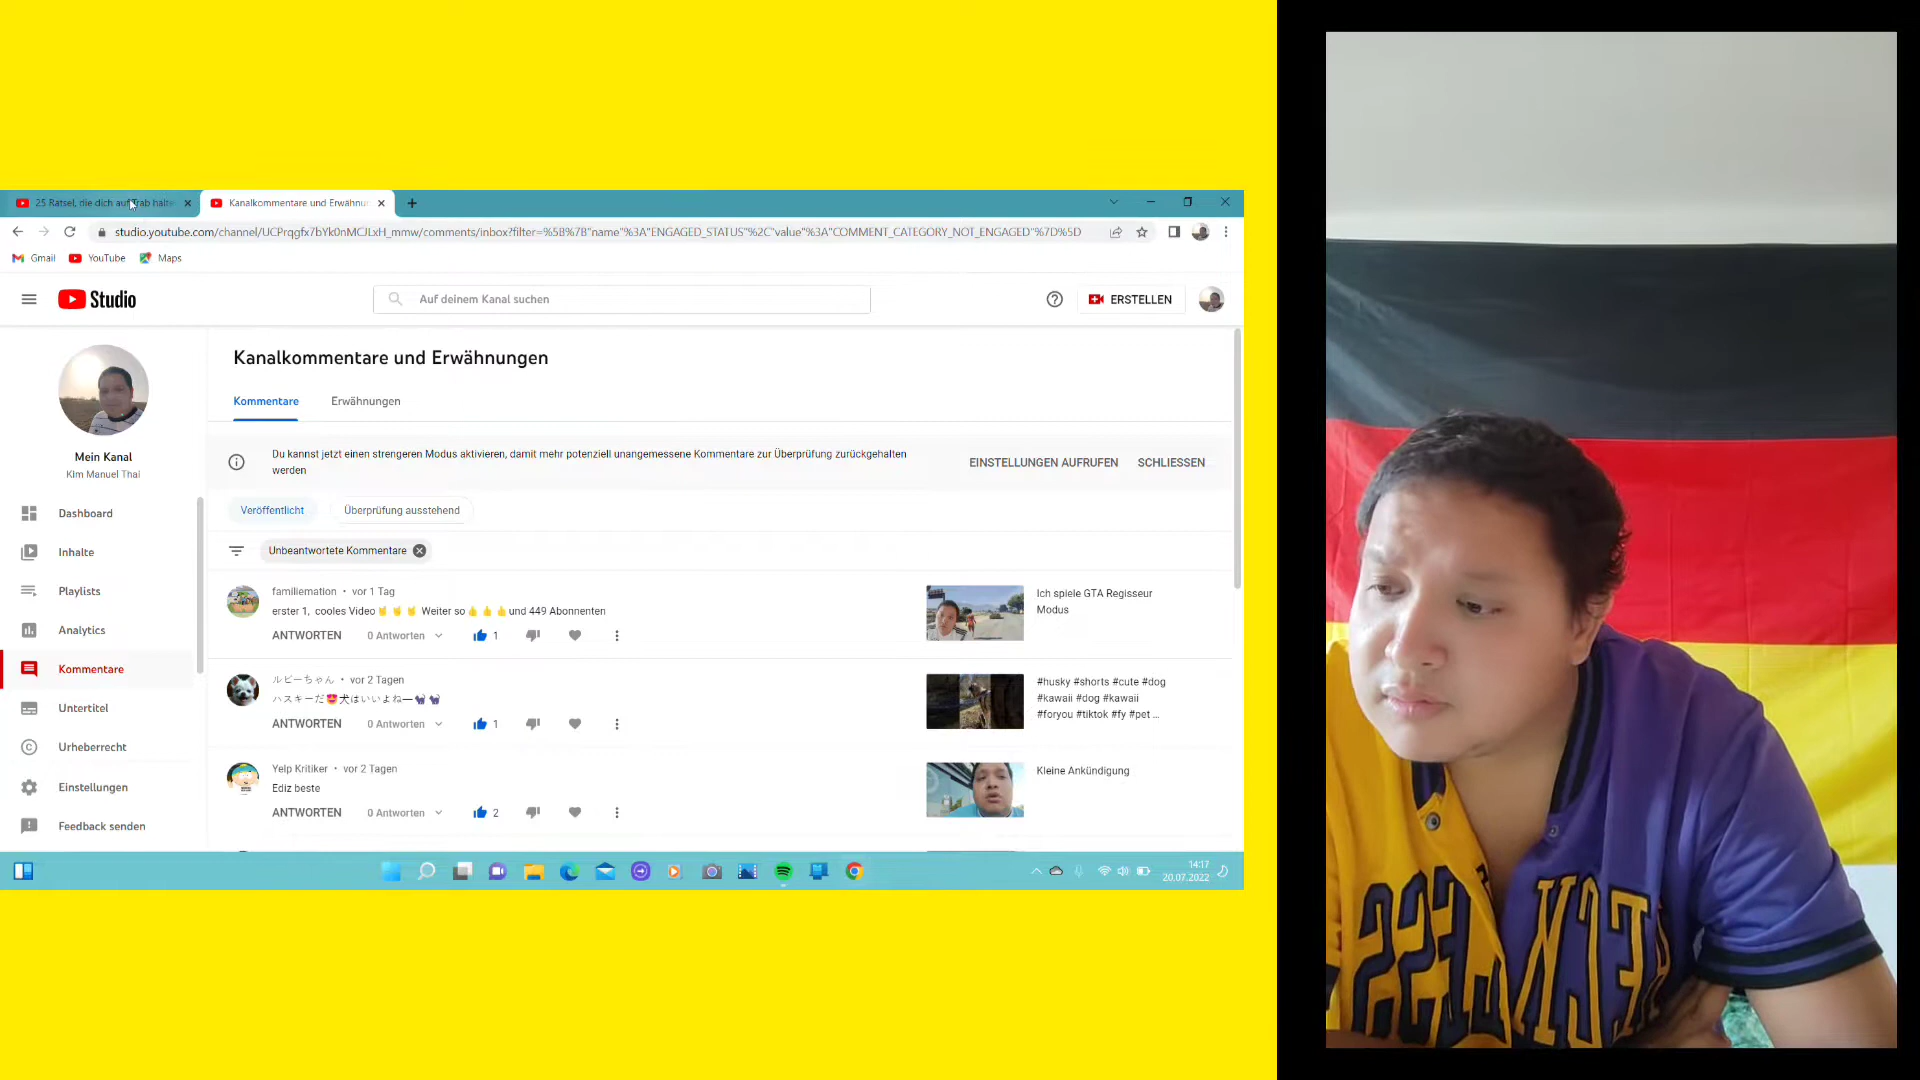 25 Rätsel, die dich auf Trab halte
Kanalkommentare und Erwähnun
studio.youtube.com/channel/UCPrqgfx7bYk0nMCJLxH_mmw/comments/inbox?filter=%5B%7B"name"%3A"ENGAGED_STATUS"%2C"value"%3A"COMMENT_CATEGORY_NOT_ENGAGED"%7D%5D
Gmail YouTube Maps
Studio
Auf deinem Kanal suchen
ERSTELLEN
Mein Kanal
Kim Manuel Thai
Dashboard
Inhalte
Playlists
Analytics
Kommentare
Untertitel
Urheberrecht
Einstellungen
Feedback senden
Kanalkommentare und Erwähnungen
Kommentare Erwähnungen
Du kannst jetzt einen strengeren Modus aktivieren, damit mehr potenziell unangemessene Kommentare zur Überprüfung zurückgehalten
werden
EINSTELLUNGEN AUFRUFEN SCHLIESSEN
Veröffentlicht Überprüfung ausstehend
Unbeantwortete Kommentare
familiemation • vor 1 Tag
erster 1, cooles Video🤘🤘🤘 Weiter so👍👍👍und 449 Abonnenten
ANTWORTEN 0 Antworten 1
Ich spiele GTA Regisseur
Modus
ルビーちゃん • vor 2 Tagen
ハスキーだ😍犬はいいよねー🐈‍⬛🐈‍⬛
ANTWORTEN 0 Antworten 1
#husky #shorts #cute #dog
#kawaii #dog #kawaii
#foryou #tiktok #fy #pet ...
Yelp Kritiker • vor 2 Tagen
Ediz beste
ANTWORTEN 0 Antworten 2
Kleine Ankündigung
14:17
20.07.2022